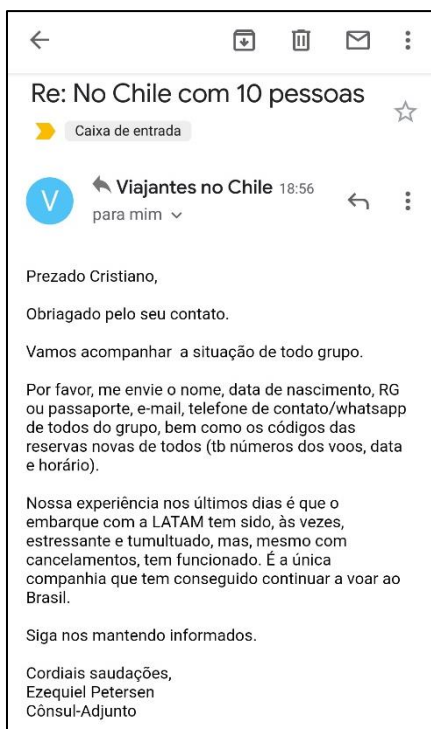 Re: No Chile com 10 pessoas
Caixa de entrada
V
Viajantes no Chile 18:56
para mim
Prezado Cristiano,
Obriagado pelo seu contato.
Vamos acompanhar  a situação de todo grupo.
Por favor, me envie o nome, data de nascimento, RG
ou passaporte, e-mail, telefone de contato/whatsapp
de todos do grupo, bem como os códigos das
reservas novas de todos (tb números dos voos, data
e horário).
Nossa experiência nos últimos dias é que o
embarque com a LATAM tem sido, às vezes,
estressante e tumultuado, mas, mesmo com
cancelamentos, tem funcionado. É a única
companhia que tem conseguido continuar a voar ao
Brasil.
Siga nos mantendo informados.
Cordiais saudações,
Ezequiel Petersen
Cônsul-Adjunto